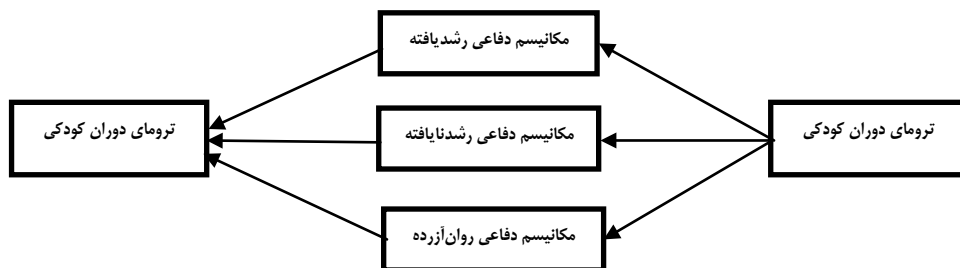 مکانیسم دفاعی رشدیافته
ترومای دوران کودکی
مکانیسم دفاعی رشدنایافته
ترومای دوران کودکی
مکانیسم دفاعی روان‌آزرده